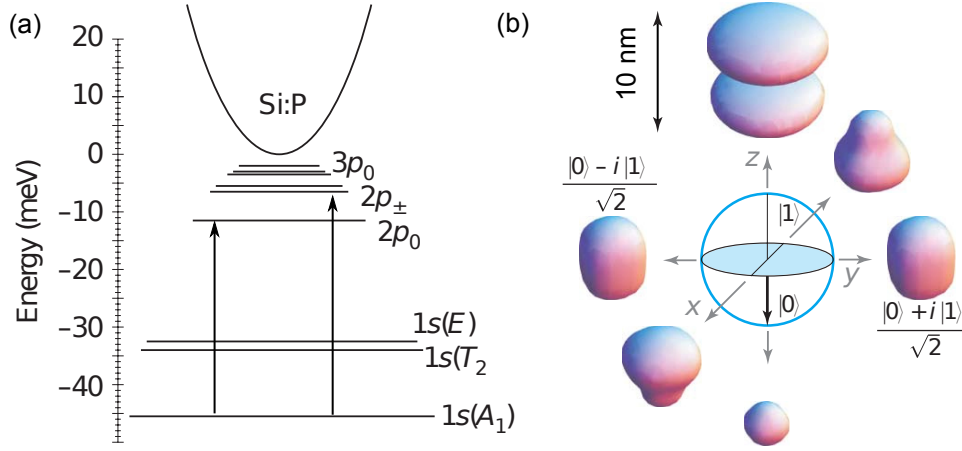 (a)
20
10
0
–10
–20
–30
–40
Energy (meV)
Si:P
3p₀
2p±
2p₀
1s(E)
1s(T₂
1s(A₁)
(b)
10 nm
z
|0⟩ – i |1⟩
√2
|1⟩
y
x
|0⟩
|0⟩ + i |1⟩
√2